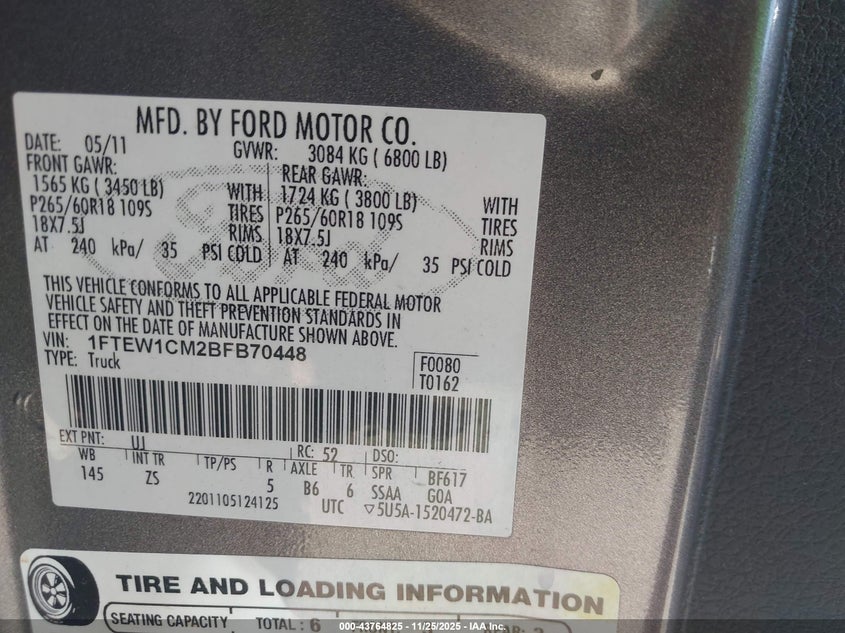 MFD. BY FORD MOTOR CO.
DATE: 05/11 GVWR: 3084 KG ( 6800 LB)
FRONT GAWR: REAR GAWR:
1565 KG ( 3450 LB) WITH 1724 KG ( 3800 LB) WITH
P265/60R18 109S TIRES P265/60R18 109S TIRES
18X7.5J RIMS 18X7.5J RIMS
AT 240 kPa/ 35 PSI COLD AT 240 kPa/ 35 PSI COLD
THIS VEHICLE CONFORMS TO ALL APPLICABLE FEDERAL MOTOR
VEHICLE SAFETY AND THEFT PREVENTION STANDARDS IN
EFFECT ON THE DATE OF MANUFACTURE SHOWN ABOVE.
VIN: 1FTEW1CM2BFB70448
TYPE: Truck F0080
T0162
EXT PNT: UJ RC: 52 DSO:
WB INT TR TP/PS R AXLE TR SPR BF617
145 ZS 5 B6 6 SSAA GOA
2201105124125 UTC ▽5U5A-1520472-BA
TIRE AND LOADING INFORMATION
SEATING CAPACITY TOTAL : 6
000-43764825 - 11/25/2025 - IAA Inc.